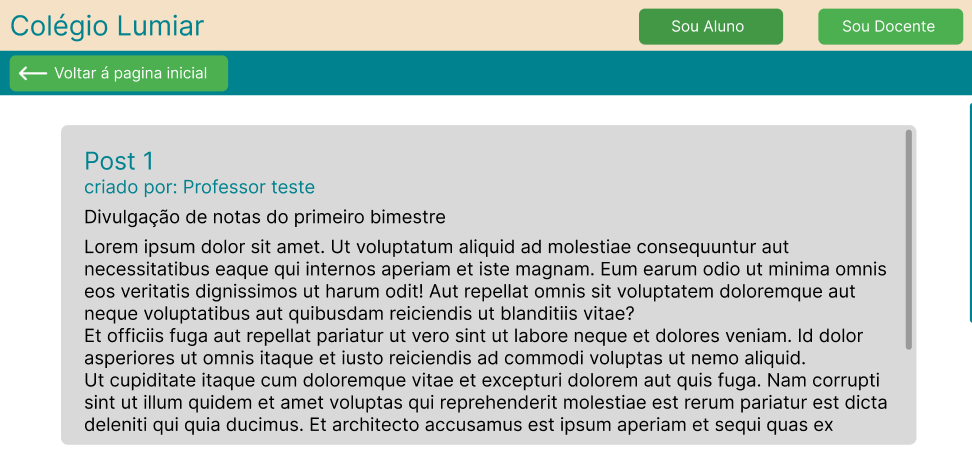 Colégio Lumiar
Sou Aluno
Sou Docente
Voltar á pagina inicial
Post 1
criado por: Professor teste
Divulgação de notas do primeiro bimestre
Lorem ipsum dolor sit amet. Ut voluptatum aliquid ad molestiae consequuntur aut
necessitatibus eaque qui internos aperiam et iste magnam. Eum earum odio ut minima omnis
eos veritatis dignissimos ut harum odit! Aut repellat omnis sit voluptatem doloremque aut
neque voluptatibus aut quibusdam reiciendis ut blanditiis vitae?
Et officiis fuga aut repellat pariatur ut vero sint ut labore neque et dolores veniam. Id dolor
asperiores ut omnis itaque et iusto reiciendis ad commodi voluptas ut nemo aliquid.
Ut cupiditate itaque cum doloremque vitae et excepturi dolorem aut quis fuga. Nam corrupti
sint ut illum quidem et amet voluptas qui reprehenderit molestiae est rerum pariatur est dicta
deleniti qui quia ducimus. Et architecto accusamus est ipsum aperiam et sequi quas ex